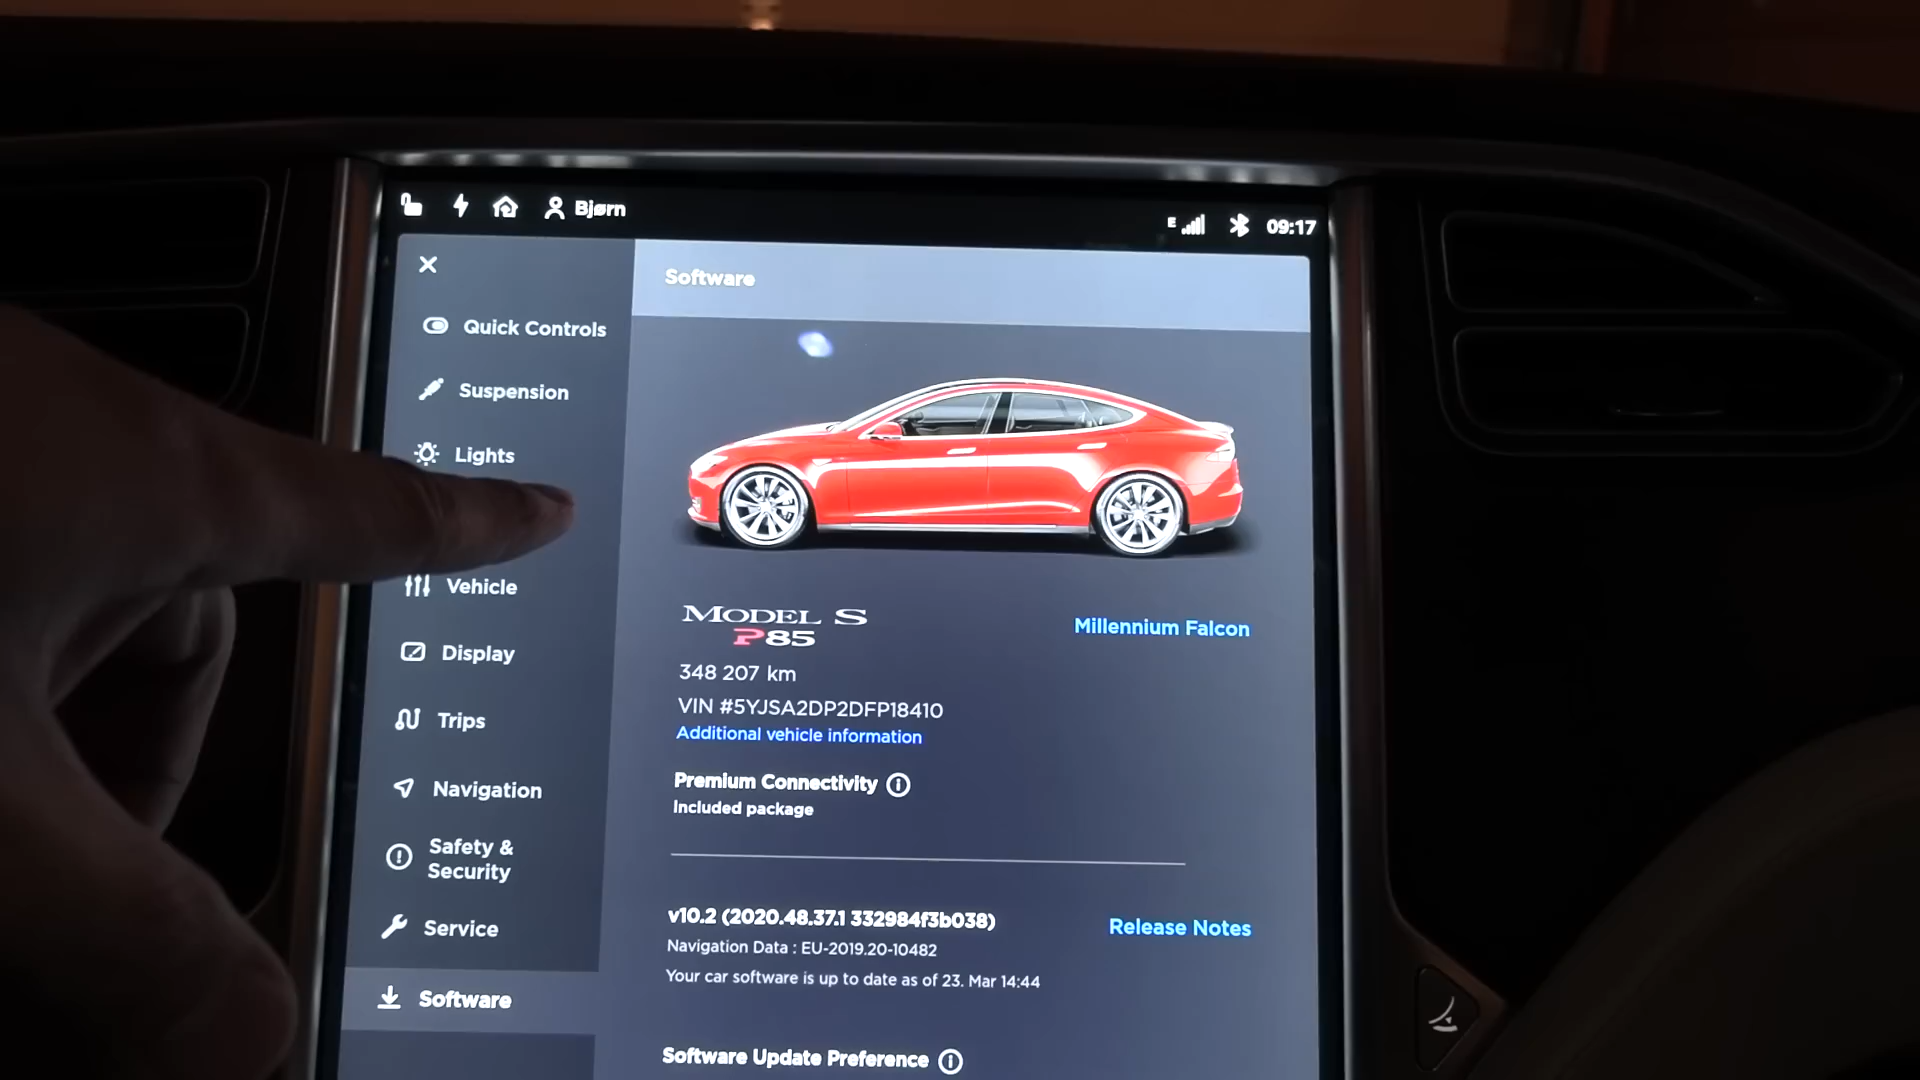 Bjørn
E
09:17
Software
Quick Controls
Suspension
Lights
Vehicle
Display
Trips
Navigation
Safety &
Security
Service
Software
MODEL S
P85
Millennium Falcon
348 207 km
VIN #5YJSA2DP2DFP18410
Additional vehicle information
Premium Connectivity
Included package
v10.2 (2020.48.37.1 332984f3b038)
Release Notes
Navigation Data : EU-2019.20-10482
Your car software is up to date as of 23. Mar 14:44
Software Update Preference